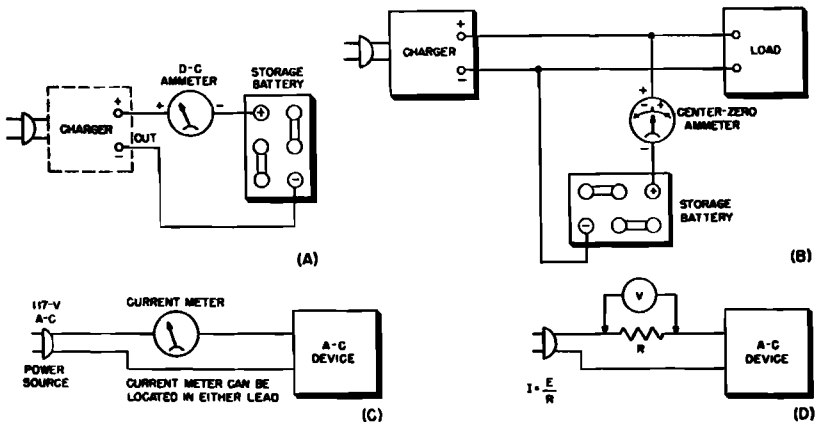 +
CHARGER
−
OUT
D-C
AMMETER
+
−
STORAGE
BATTERY
+
−
(A)
+
CHARGER
−
LOAD
+
− +
CENTER-ZERO
AMMETER
−
+
−
STORAGE
BATTERY
(B)
117-V
A-C
POWER
SOURCE
CURRENT METER
CURRENT METER CAN BE
LOCATED IN EITHER LEAD
A-C
DEVICE
(C)
V
R
I = E/R
A-C
DEVICE
(D)